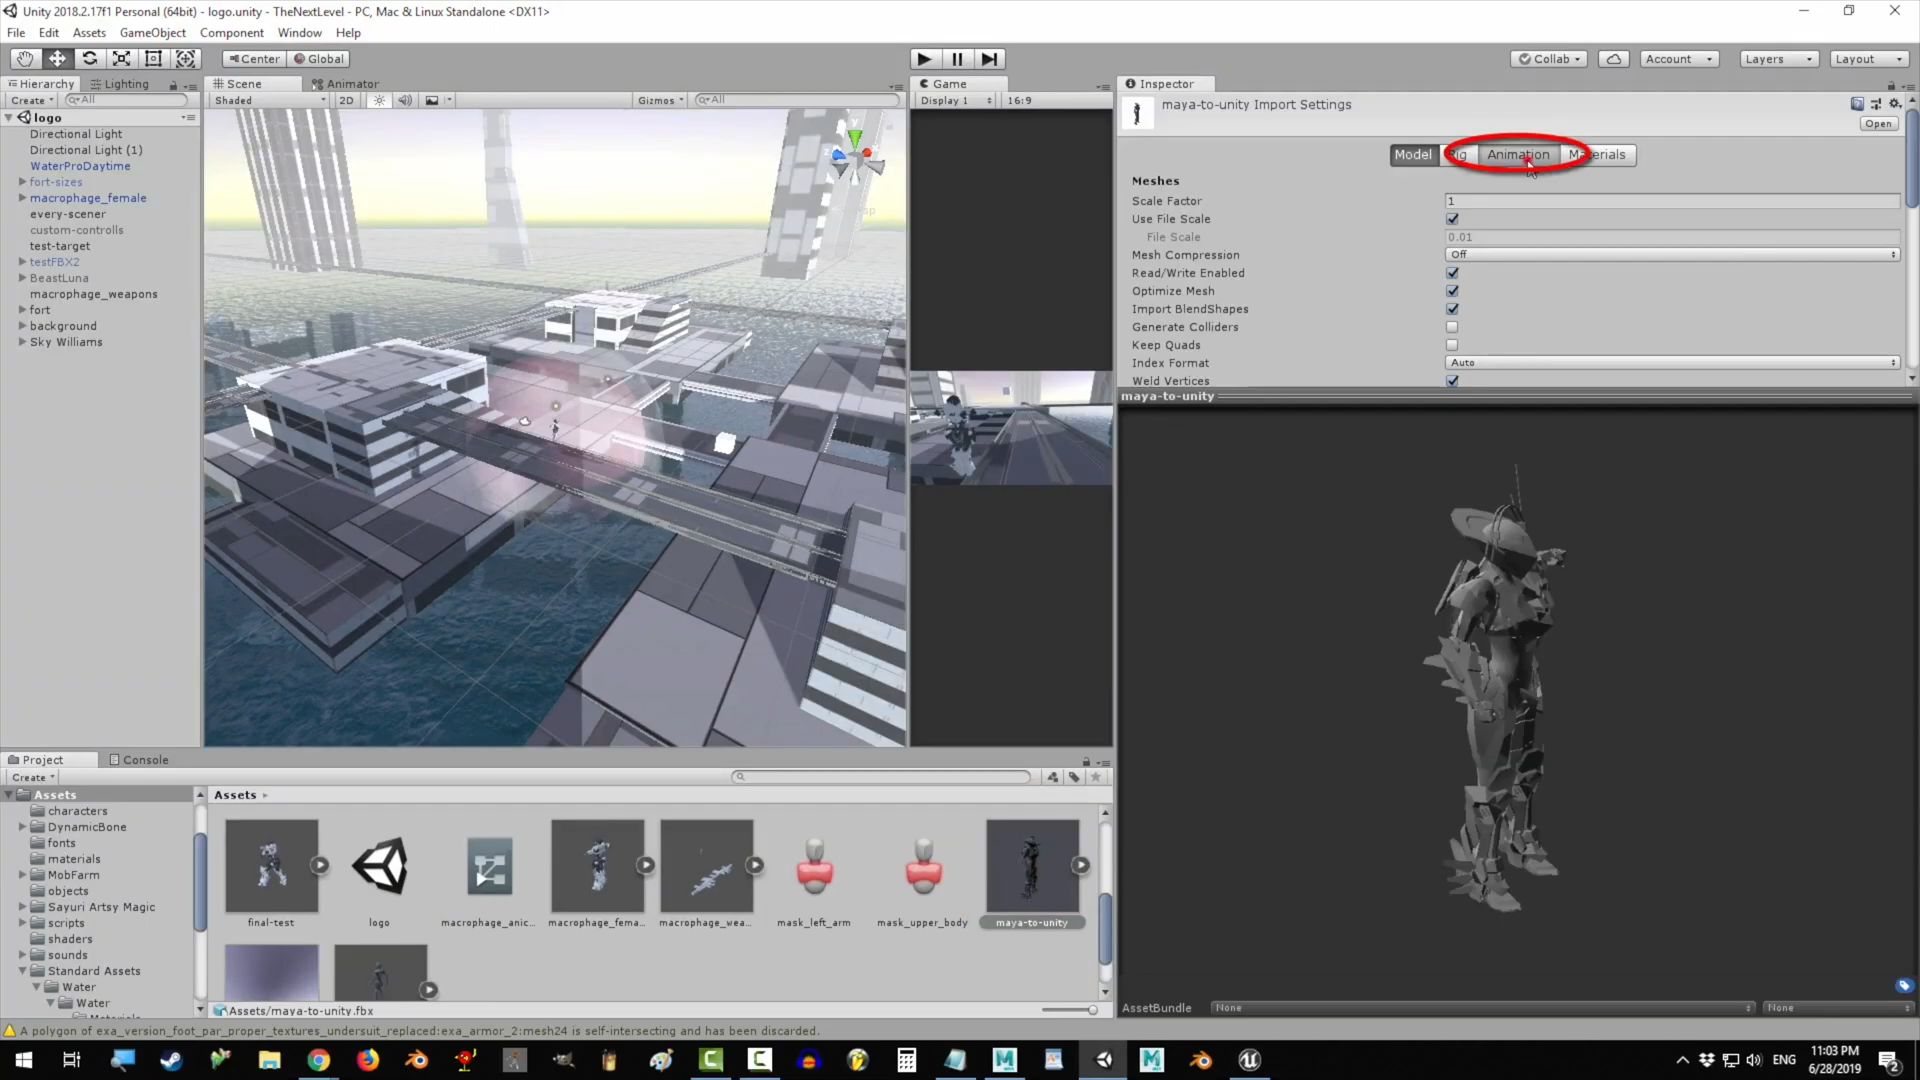 Unity 2018.2.17f1 Personal (64bit) - logo.unity - TheNextLevel - PC, Mac & Linux Standalone <DX11>
File Edit Assets GameObject Component Window Help
Center Global Collab Account Layers Layout
Hierarchy Lighting Scene Animator Game Inspector
Create All Shaded 2D Gizmos All Display 1 16:9
maya-to-unity Import Settings
Open
logo
Directional Light
Directional Light (1)
WaterProDaytime
fort-sizes
macrophage_female
every-scener
custom-controlls
test-target
testFBX2
BeastLuna
macrophage_weapons
fort
background
Sky Williams
y
z
Model Rig Animation Materials
Meshes
Scale Factor 1
Use File Scale
File Scale 0.01
Mesh Compression Off
Read/Write Enabled
Optimize Mesh
Import BlendShapes
Generate Colliders
Keep Quads
Index Format Auto
Weld Vertices
maya-to-unity
Project Console
Create
Assets
characters
DynamicBone
fonts
materials
MobFarm
objects
Sayuri Artsy Magic
scripts
shaders
sounds
Standard Assets
Water
Water
Assets
final-test logo macrophage_anic... macrophage_fema... macrophage_wea... mask_left_arm mask_upper_body maya-to-unity
Assets/maya-to-unity.fbx
AssetBundle None None
A polygon of exa_version_foot_par_proper_textures_undersuit_replaced:exa_armor_2:mesh24 is self-intersecting and has been discarded.
ENG
11:03 PM
6/28/2019
2